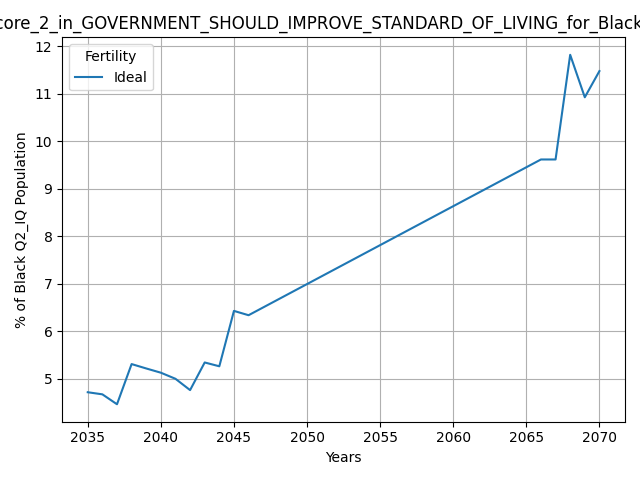 core_2_in_GOVERNMENT_SHOULD_IMPROVE_STANDARD_OF_LIVING_for_Black
12
11
10
9
8
7
6
5
% of Black Q2_IQ Population
Fertility
Ideal
2035 2040 2045 2050 2055 2060 2065 2070
Years